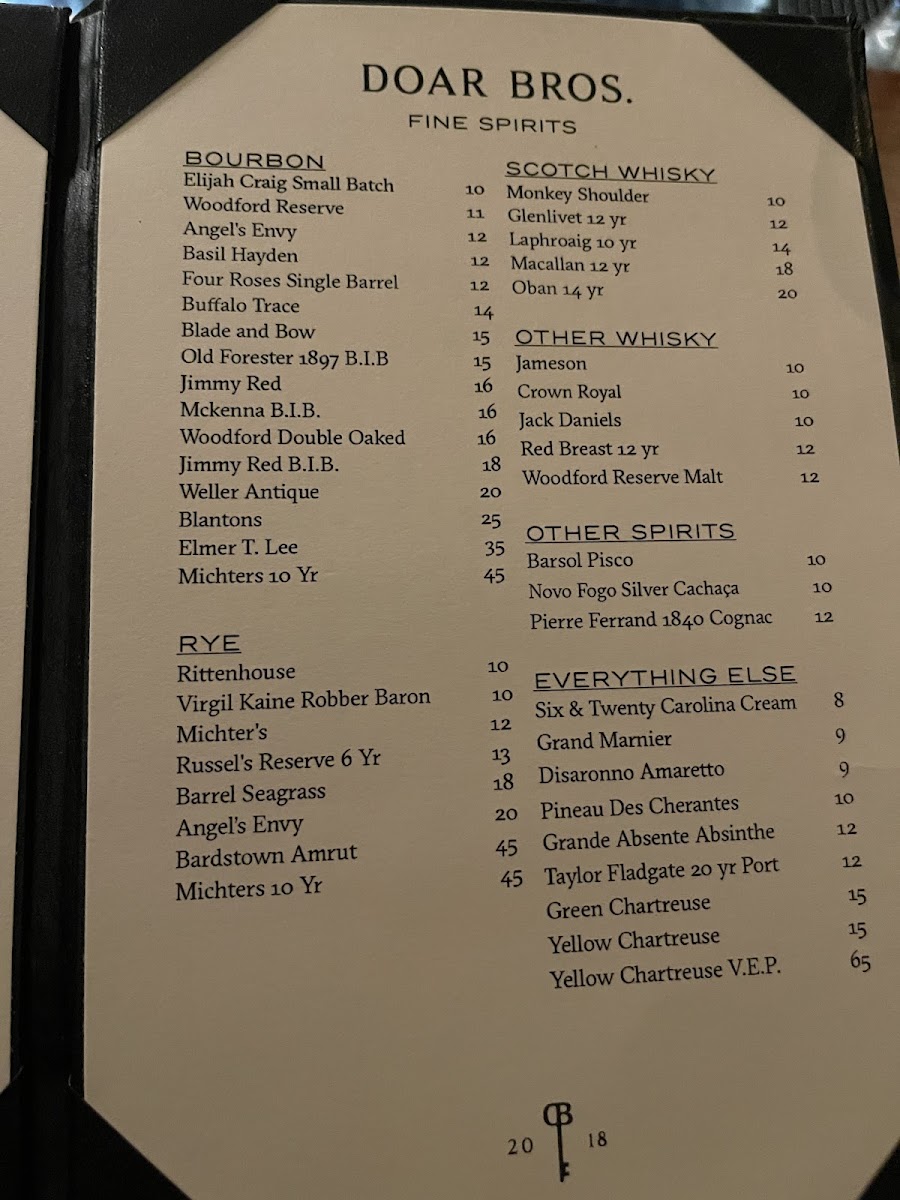 DOAR BROS.
FINE SPIRITS
BOURBON
Elijah Craig Small Batch 10
Woodford Reserve 11
Angel's Envy 12
Basil Hayden 12
Four Roses Single Barrel 12
Buffalo Trace 14
Blade and Bow 15
Old Forester 1897 B.I.B 15
Jimmy Red 16
Mckenna B.I.B. 16
Woodford Double Oaked 16
Jimmy Red B.I.B. 18
Weller Antique 20
Blantons 25
Elmer T. Lee 35
Michters 10 Yr 45
RYE
Rittenhouse 10
Virgil Kaine Robber Baron 10
Michter's 12
Russel's Reserve 6 Yr 13
Barrel Seagrass 18
Angel's Envy 20
Bardstown Amrut 45
Michters 10 Yr 45
SCOTCH WHISKY
Monkey Shoulder 10
Glenlivet 12 yr 12
Laphroaig 10 yr 14
Macallan 12 yr 18
Oban 14 yr 20
OTHER WHISKY
Jameson 10
Crown Royal 10
Jack Daniels 10
Red Breast 12 yr 12
Woodford Reserve Malt 12
OTHER SPIRITS
Barsol Pisco 10
Novo Fogo Silver Cachaça 10
Pierre Ferrand 1840 Cognac 12
EVERYTHING ELSE
Six & Twenty Carolina Cream 8
Grand Marnier 9
Disaronno Amaretto 9
Pineau Des Cherantes 10
Grande Absente Absinthe 12
Taylor Fladgate 20 yr Port 12
Green Chartreuse 15
Yellow Chartreuse 15
Yellow Chartreuse V.E.P. 65
20 DB 18